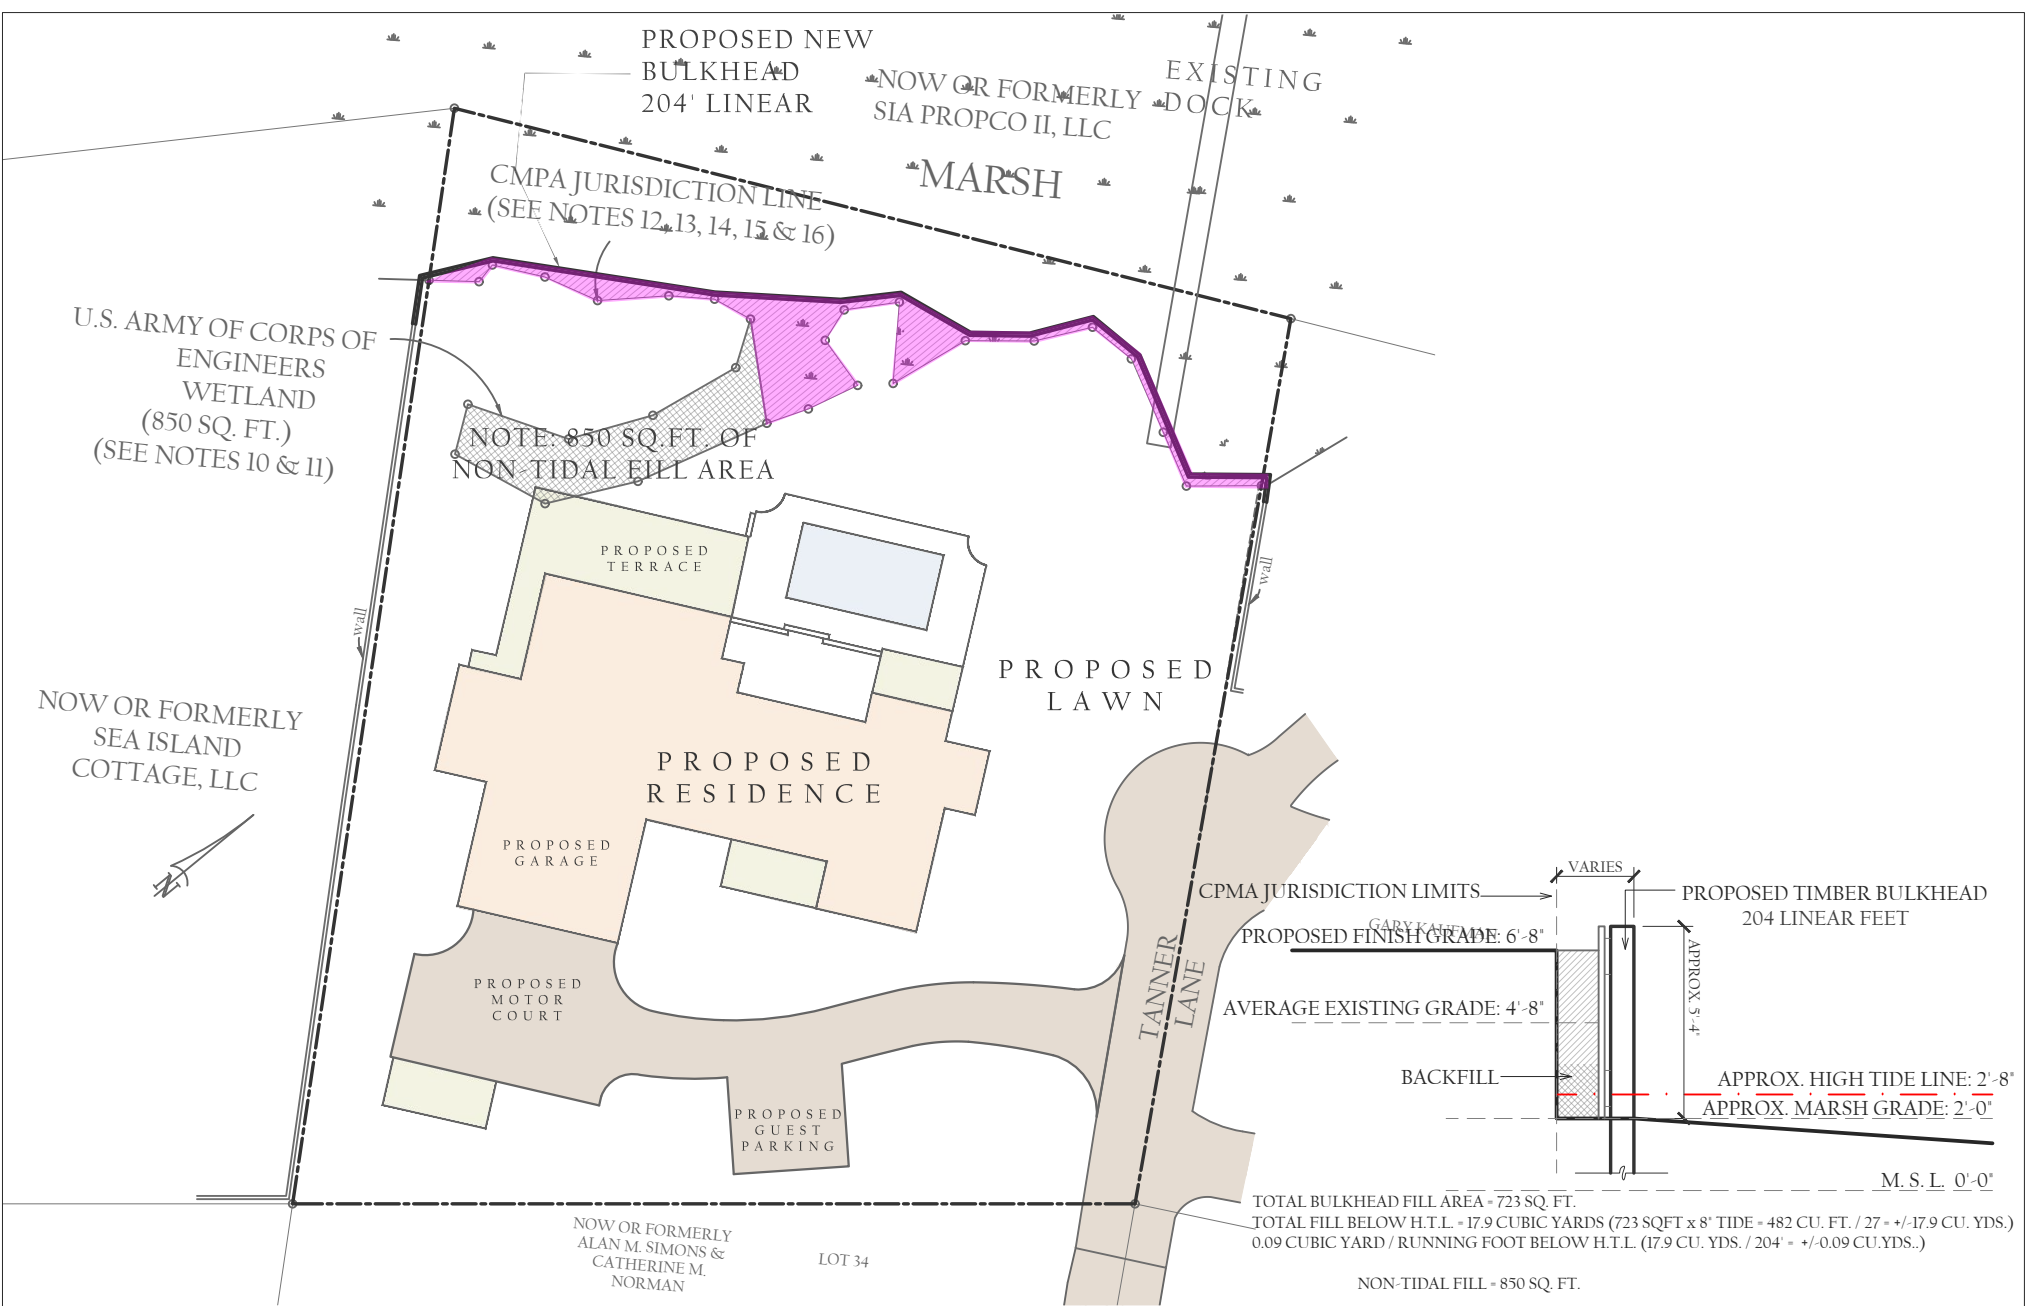 PROPOSED NEW
BULKHEAD
204' LINEAR
NOW OR FORMERLY
SIA PROPCO II, LLC
EXISTING
DOCK
MARSH
CMPA JURISDICTION LINE
(SEE NOTES 12, 13, 14, 15 & 16)
U.S. ARMY OF CORPS OF
ENGINEERS
WETLAND
(850 SQ. FT.)
(SEE NOTES 10 & 11)
NOTE: 850 SQ.FT. OF
NON-TIDAL FILL AREA
PROPOSED
TERRACE
wall
wall
PROPOSED
LAWN
NOW OR FORMERLY
SEA ISLAND
COTTAGE, LLC
PROPOSED
RESIDENCE
PROPOSED
GARAGE
N
PROPOSED
MOTOR
COURT
TANNER
LANE
PROPOSED
GUEST
PARKING
VARIES
CPMA JURISDICTION LIMITS
PROPOSED TIMBER BULKHEAD
204 LINEAR FEET
GARY KAUFMAN
PROPOSED FINISH GRADE: 6'-8"
APPROX. 5'-4"
AVERAGE EXISTING GRADE: 4'-8"
BACKFILL
APPROX. HIGH TIDE LINE: 2'-8"
APPROX. MARSH GRADE: 2'-0"
M. S. L. 0'-0"
TOTAL BULKHEAD FILL AREA = 723 SQ. FT.
TOTAL FILL BELOW H.T.L. = 17.9 CUBIC YARDS (723 SQFT x 8" TIDE = 482 CU. FT. / 27 = +/-17.9 CU. YDS.)
0.09 CUBIC YARD / RUNNING FOOT BELOW H.T.L. (17.9 CU. YDS. / 204' = +/-0.09 CU.YDS..)
NON-TIDAL FILL = 850 SQ. FT.
NOW OR FORMERLY
ALAN M. SIMONS &
CATHERINE M.
NORMAN
LOT 34